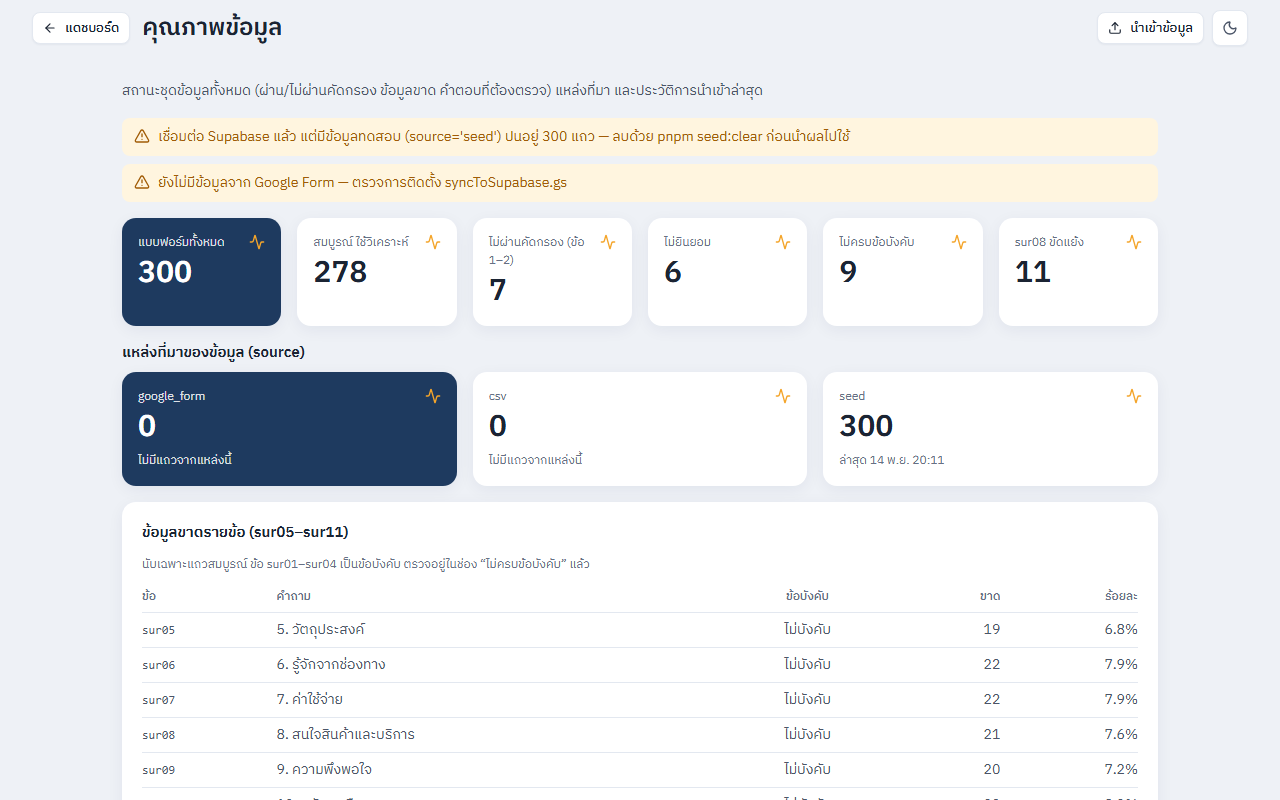 แดชบอร์ด
คุณภาพข้อมูล
นำเข้าข้อมูล
สถานะชุดข้อมูลทั้งหมด (ผ่าน/ไม่ผ่านคัดกรอง ข้อมูลขาด คำตอบที่ต้องตรวจ) แหล่งที่มา และประวัติการนำเข้าล่าสุด
เชื่อมต่อ Supabase แล้ว แต่มีข้อมูลทดสอบ (source='seed') ปนอยู่ 300 แถว — ลบด้วย pnpm seed:clear ก่อนนำผลไปใช้
ยังไม่มีข้อมูลจาก Google Form — ตรวจการติดตั้ง syncToSupabase.gs
แบบฟอร์มทั้งหมด
300
สมบูรณ์ ใช้วิเคราะห์
278
ไม่ผ่านคัดกรอง (ข้อ
1–2)
7
ไม่ยินยอม
6
ไม่ครบข้อบังคับ
9
sur08 ขัดแย้ง
11
แหล่งที่มาของข้อมูล (source)
google_form
0
ไม่มีแถวจากแหล่งนี้
csv
0
ไม่มีแถวจากแหล่งนี้
seed
300
ล่าสุด 14 พ.ย. 20:11
ข้อมูลขาดรายข้อ (sur05–sur11)
นับเฉพาะแถวสมบูรณ์ ข้อ sur01–sur04 เป็นข้อบังคับ ตรวจอยู่ในช่อง “ไม่ครบข้อบังคับ” แล้ว
ข้อ คำถาม ข้อบังคับ ขาด ร้อยละ
sur05 5. วัตถุประสงค์ ไม่บังคับ 19 6.8%
sur06 6. รู้จักจากช่องทาง ไม่บังคับ 22 7.9%
sur07 7. ค่าใช้จ่าย ไม่บังคับ 22 7.9%
sur08 8. สนใจสินค้าและบริการ ไม่บังคับ 21 7.6%
sur09 9. ความพึงพอใจ ไม่บังคับ 20 7.2%